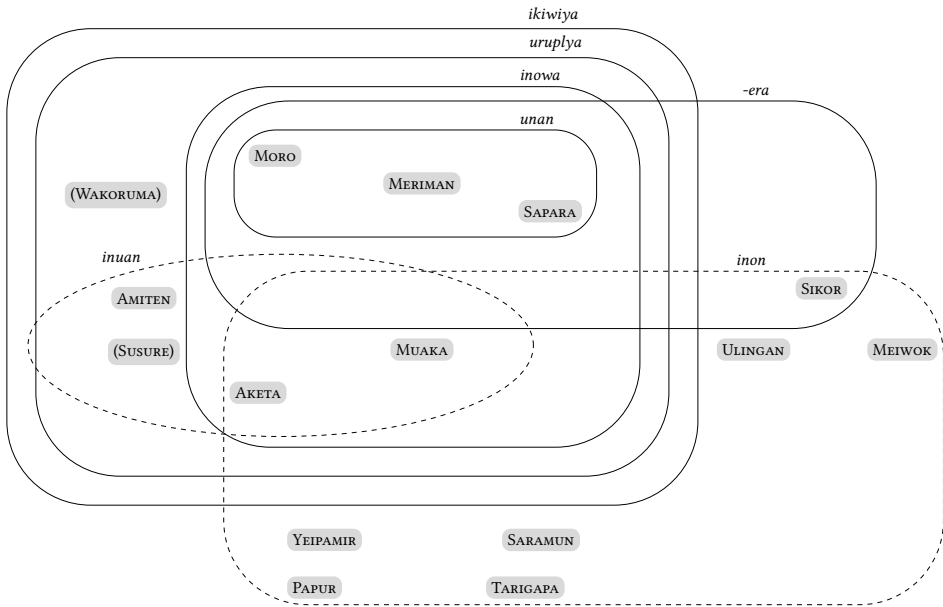 ikiwiya
uruplya
inowa
-era
unan
Moro
Meriman
(Wakoruma)
Sapara
inuan
inon
Amiten
Sikor
(Susure)
Muaka
Ulingan
Meiwok
Aketa
Yeipamir
Saramun
Papur
Tarigapa